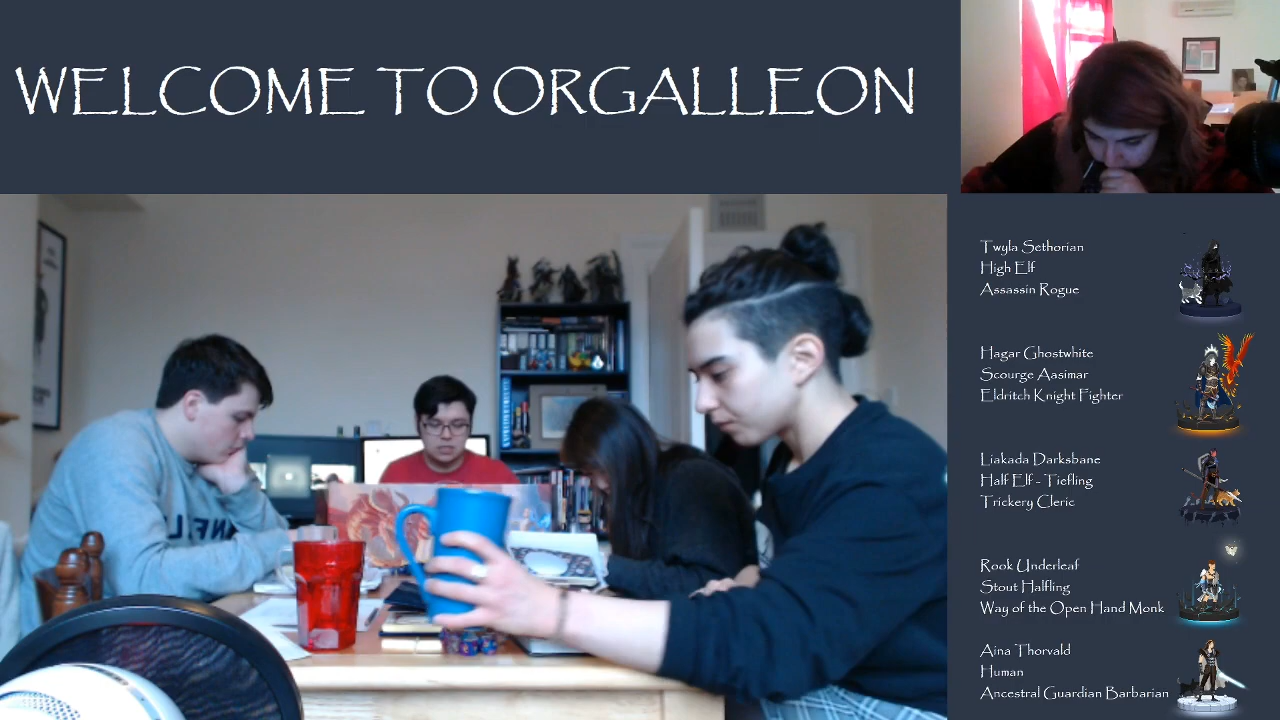 WELCOME TO ORGALLEON
Twyla Sethorian
High Elf
Assassin Rogue
Hagar Ghostwhite
Scourge Aasimar
Eldritch Knight Fighter
Liakada Darksbane
Half Elf - Tiefling
Trickery Cleric
Rook Underleaf
Stout Halfling
Way of the Open Hand Monk
Aina Thorvald
Human
Ancestral Guardian Barbarian